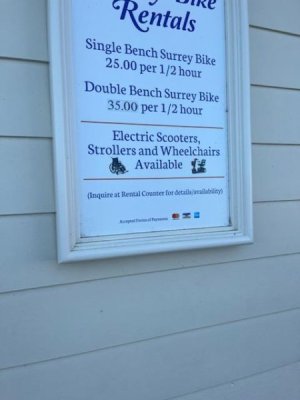 Bike
Rentals
Single Bench Surrey Bike
25.00 per 1/2 hour
Double Bench Surrey Bike
35.00 per 1/2 hour
Electric Scooters,
Strollers and Wheelchairs
Available
(Inquire at Rental Counter for details/availability)
Accepted Forms of Payment